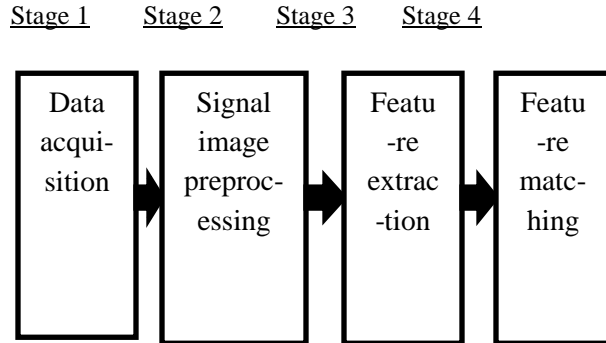 Stage 1 Stage 2 Stage 3 Stage 4
Data
acqui-
sition
Signal
image
preproc-
essing
Featu
-re
extrac
-tion
Featu
-re
matc-
hing